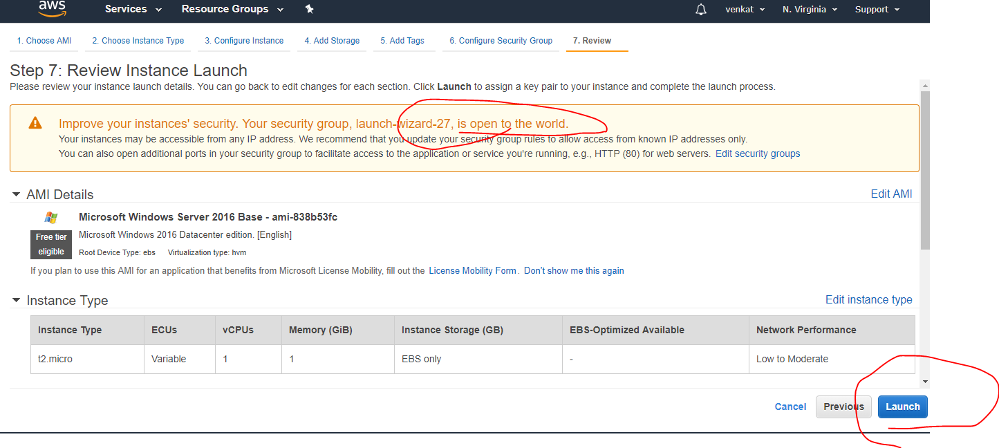 aws Services Resource Groups venkat N. Virginia Support
1. Choose AMI 2. Choose Instance Type 3. Configure Instance 4. Add Storage 5. Add Tags 6. Configure Security Group 7. Review
Step 7: Review Instance Launch
Please review your instance launch details. You can go back to edit changes for each section. Click Launch to assign a key pair to your instance and complete the launch process.
Improve your instances' security. Your security group, launch-wizard-27, is open to the world.
Your instances may be accessible from any IP address. We recommend that you update your security group rules to allow access from known IP addresses only.
You can also open additional ports in your security group to facilitate access to the application or service you're running, e.g., HTTP (80) for web servers. Edit security groups
AMI Details Edit AMI
Microsoft Windows Server 2016 Base - ami-838b53fc
Free tier eligible
Microsoft Windows 2016 Datacenter edition. [English]
Root Device Type: ebs Virtualization type: hvm
If you plan to use this AMI for an application that benefits from Microsoft License Mobility, fill out the License Mobility Form. Don't show me this again
Instance Type Edit instance type
Instance Type ECUs vCPUs Memory (GiB) Instance Storage (GB) EBS-Optimized Available Network Performance
t2.micro Variable 1 1 EBS only - Low to Moderate
Cancel Previous Launch